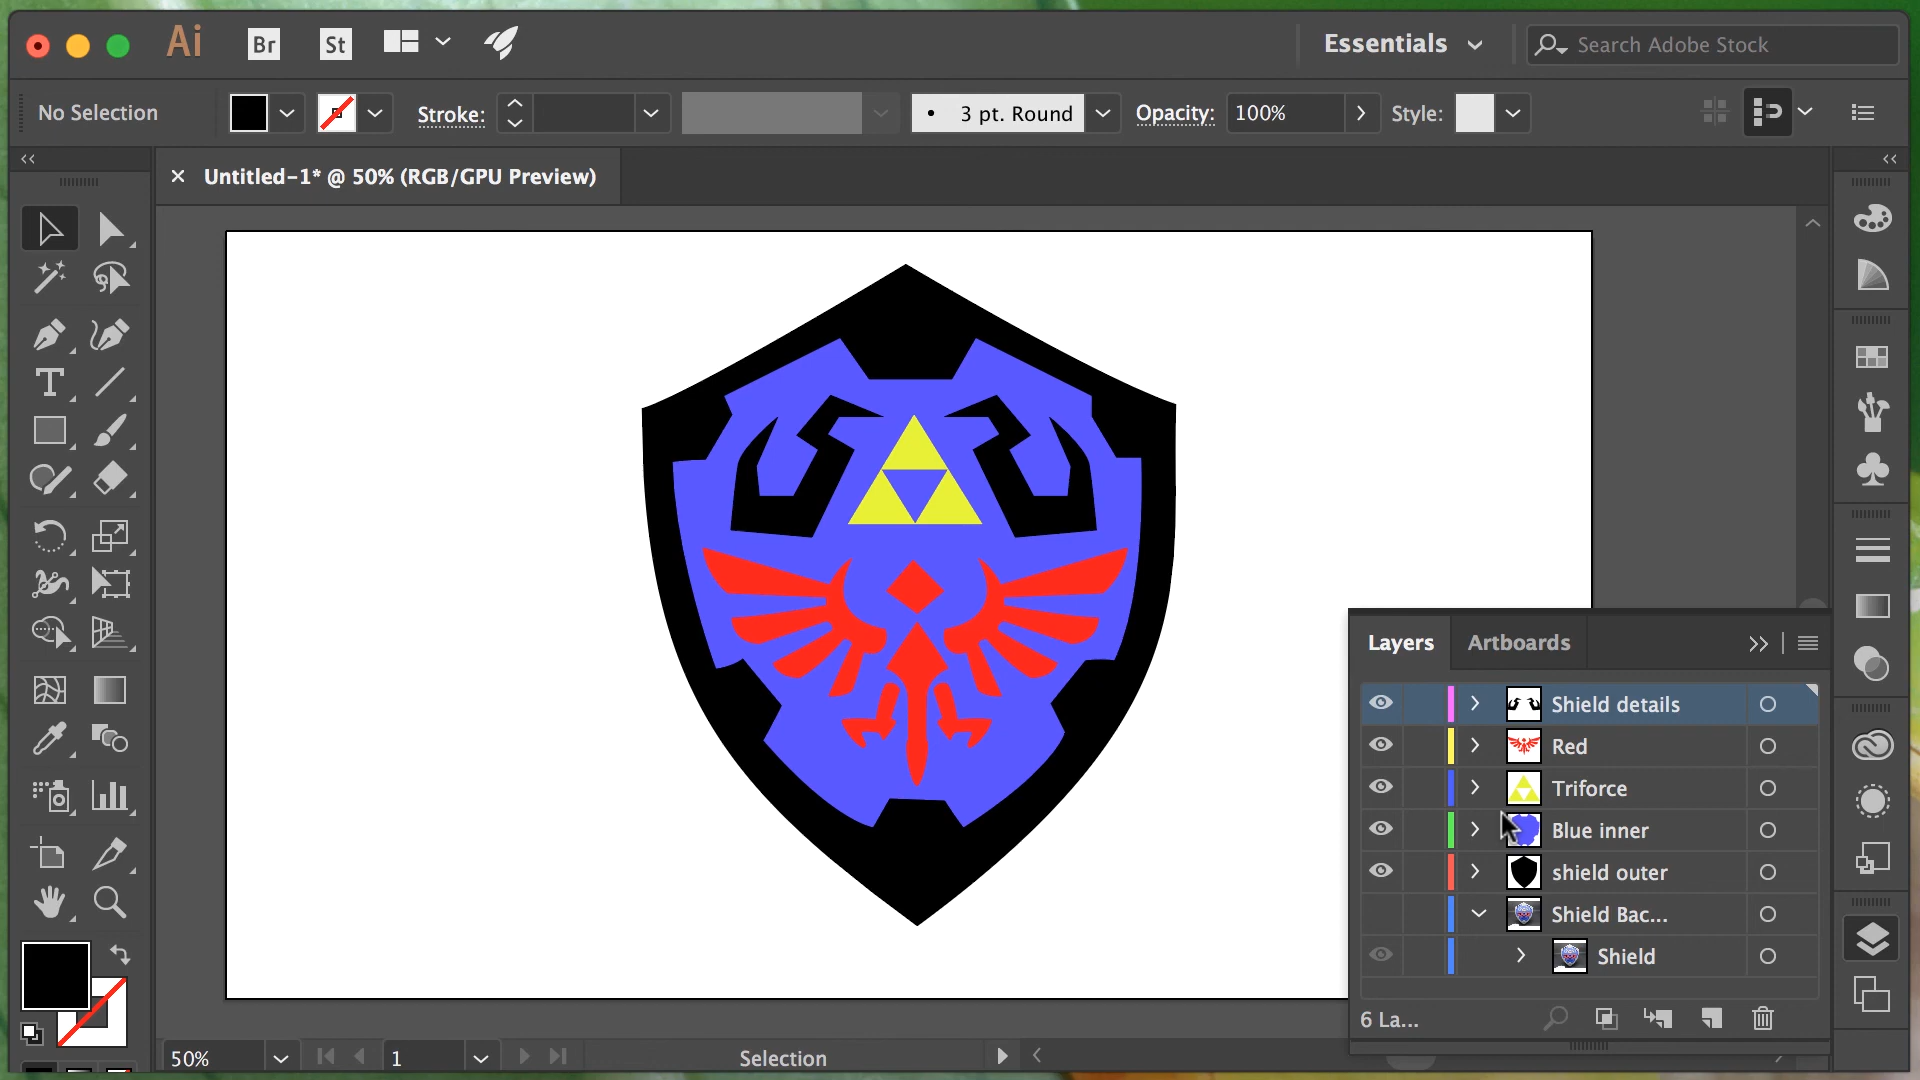 Ai Br St Essentials Search Adobe Stock
No Selection Stroke: • 3 pt. Round Opacity: 100% Style:
Untitled-1* @ 50% (RGB/GPU Preview)
Layers Artboards
Shield details
Red
Triforce
Blue inner
shield outer
Shield Bac...
Shield
6 La...
50% 1 Selection